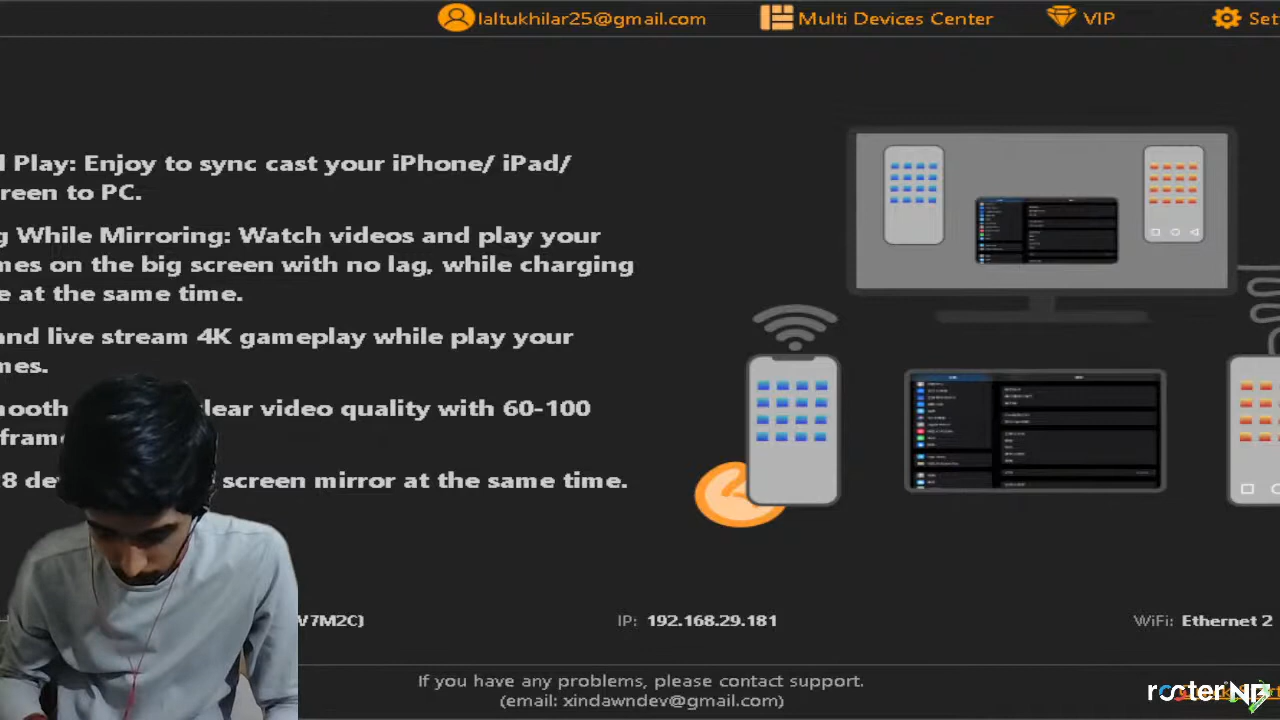 laltukhilar25@gmail.com Multi Devices Center VIP Set
Play: Enjoy to sync cast your iPhone/ iPad/
reen to PC.
g While Mirroring: Watch videos and play your
mes on the big screen with no lag, while charging
e at the same time.
nd live stream 4K gameplay while play your
mes.
mooth lear video quality with 60-100
fram
8 de screen mirror at the same time.
V7M2C)
IP: 192.168.29.181
WiFi: Ethernet 2
If you have any problems, please contact support.
(email: xindawndev@gmail.com)
rooter